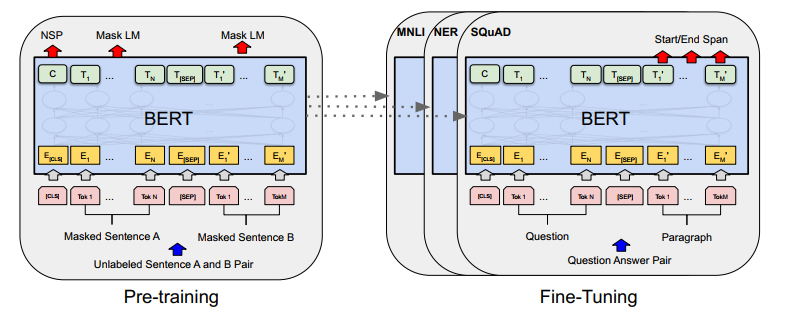 NSP Mask LM Mask LM
C T1 ... TN T[SEP] T1' ... TM'
BERT
E[CLS] E1 ... EN E[SEP] E1' ... EM'
[CLS] Tok 1 ... Tok N [SEP] Tok 1 ... TokM
Masked Sentence A Masked Sentence B
Unlabeled Sentence A and B Pair
Pre-training
MNLI NER SQuAD
Start/End Span
C T1 ... TN T[SEP] T1' ... TM'
BERT
E[CLS] E1 ... EN E[SEP] E1' ... EM'
[CLS] Tok 1 ... Tok N [SEP] Tok 1 ... TokM
Question Paragraph
Question Answer Pair
Fine-Tuning